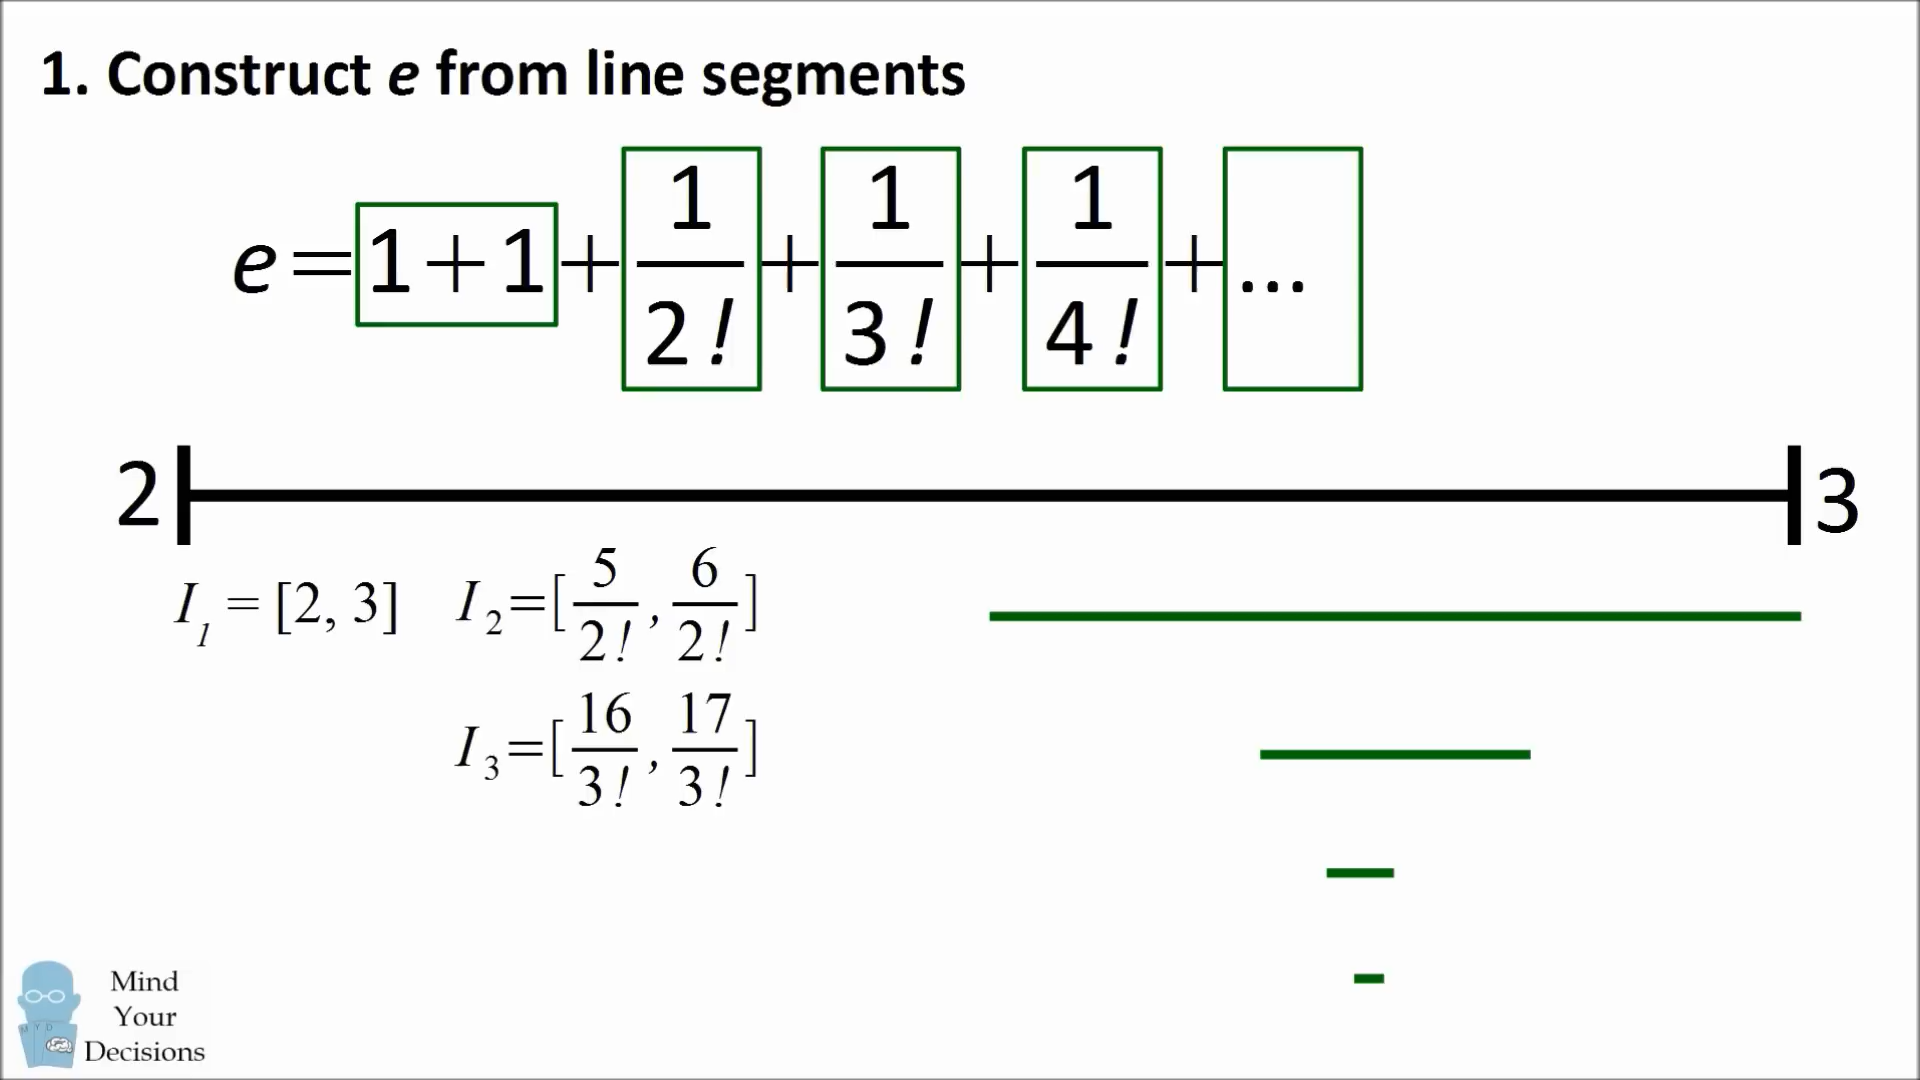 1. Construct e from line segments
e=1+1+1/2!+1/3!+1/4!+...
2 3
I₁ = [2, 3] I₂=[5/2!, 6/2!]
I₃=[16/3!, 17/3!]
Mind
Your
M Y D
Decisions